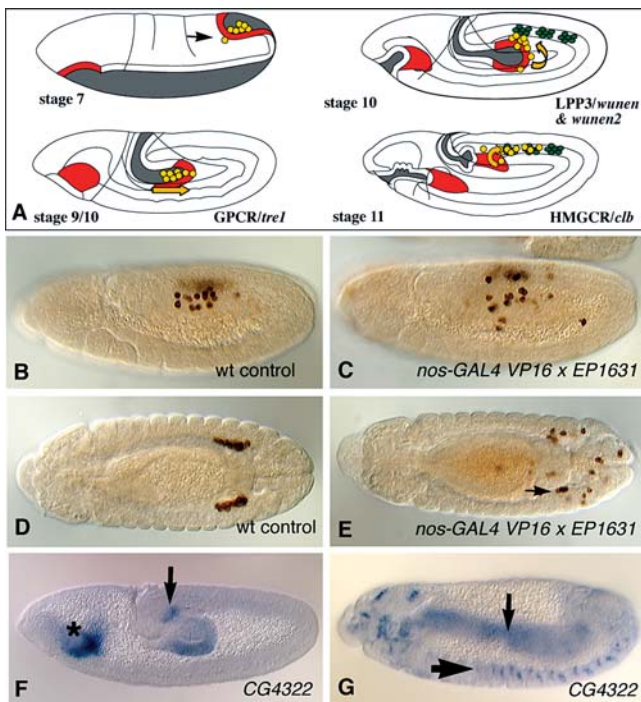 stage 7
stage 10
LPP3/wunen
& wunen2
stage 9/10
GPCR/tre1
stage 11
HMGCR/clb
A
B
wt control
C
nos-GAL4 VP16 x EP1631
D
wt control
E
nos-GAL4 VP16 x EP1631
*
F
CG4322
G
CG4322